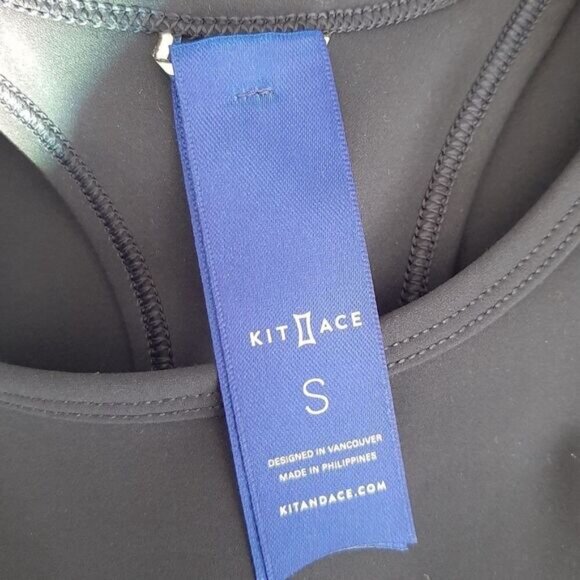 KIT ACE
S
DESIGNED IN VANCOUVER
MADE IN PHILIPPINES
KITANDACE.COM